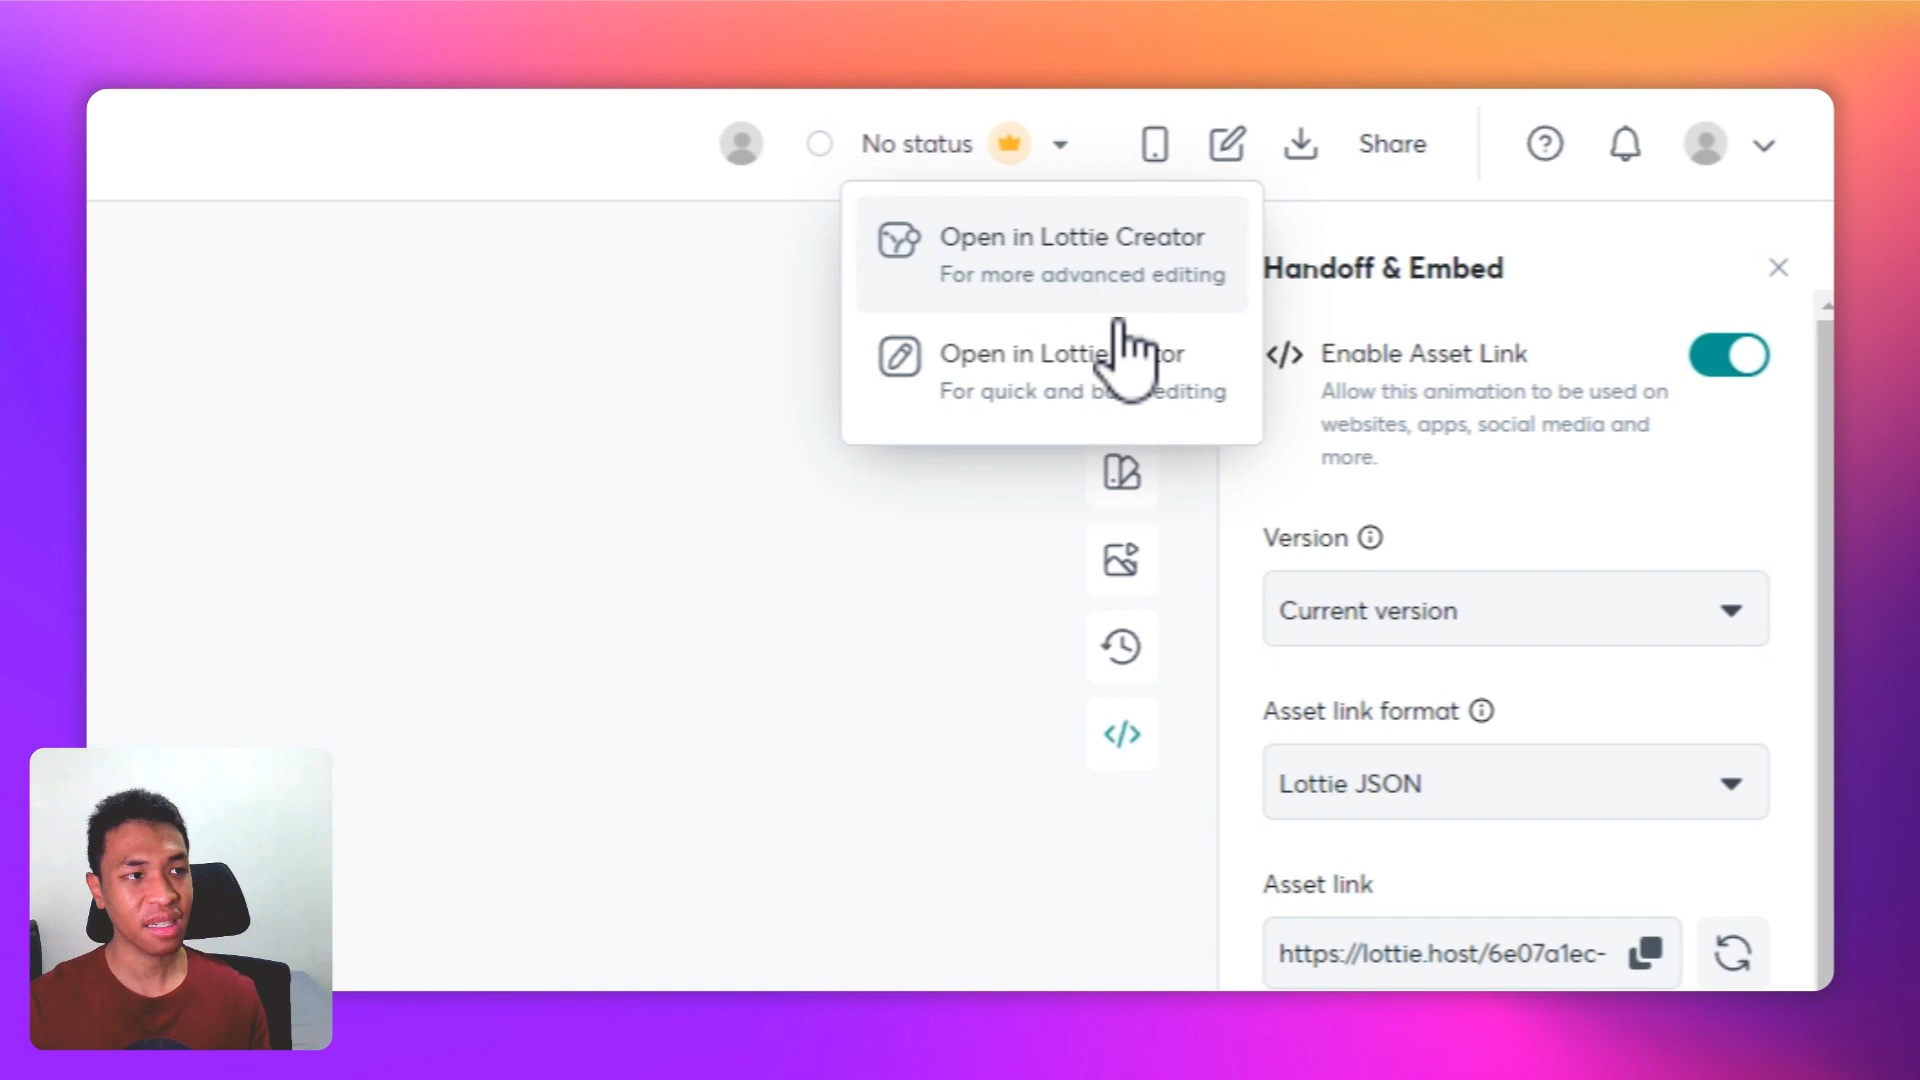 No status
Share
Open in Lottie Creator
For more advanced editing
Open in Lottie
For quick and editing
Handoff & Embed
Enable Asset Link
Allow this animation to be used on
websites, apps, social media and
more.
Version
Current version
Asset link format
Lottie JSON
Asset link
https://lottie.host/6e07a1ec-